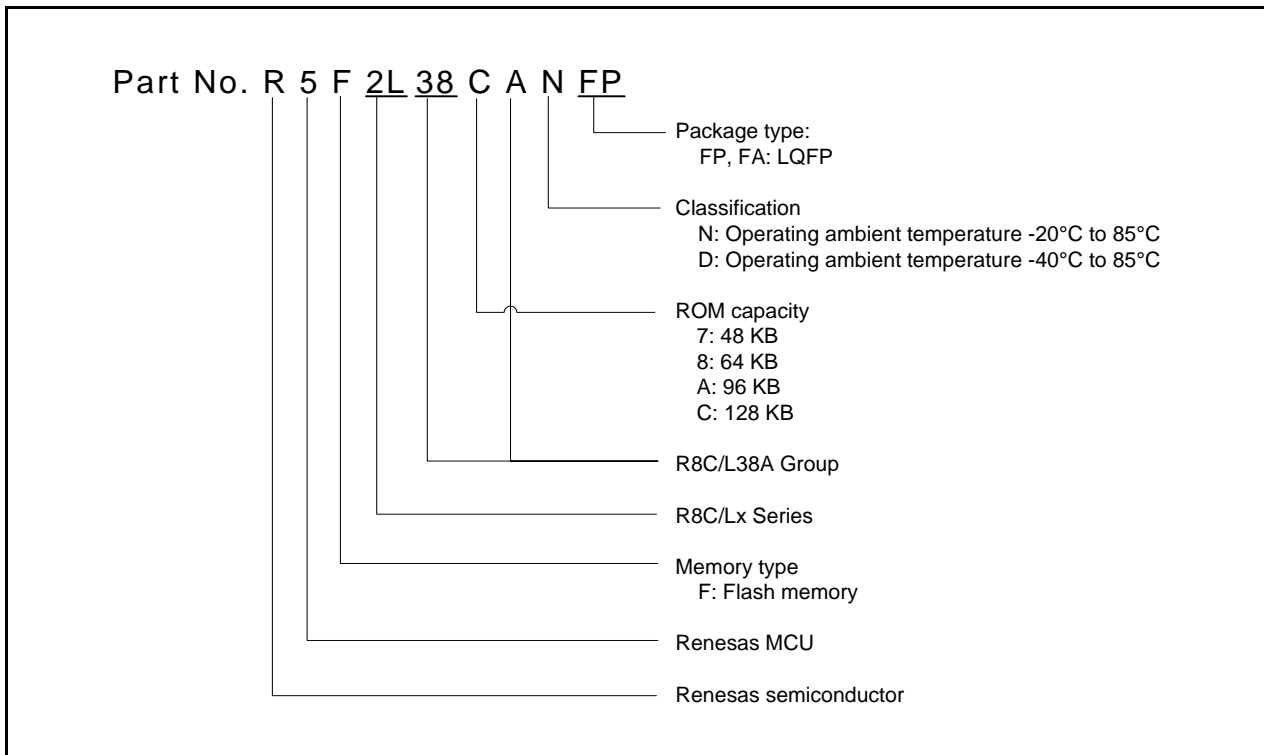 Part No. R 5 F 2L 38 C A N FP
Package type:
FP, FA: LQFP
Classification
N: Operating ambient temperature -20°C to 85°C
D: Operating ambient temperature -40°C to 85°C
ROM capacity
7: 48 KB
8: 64 KB
A: 96 KB
C: 128 KB
R8C/L38A Group
R8C/Lx Series
Memory type
F: Flash memory
Renesas MCU
Renesas semiconductor